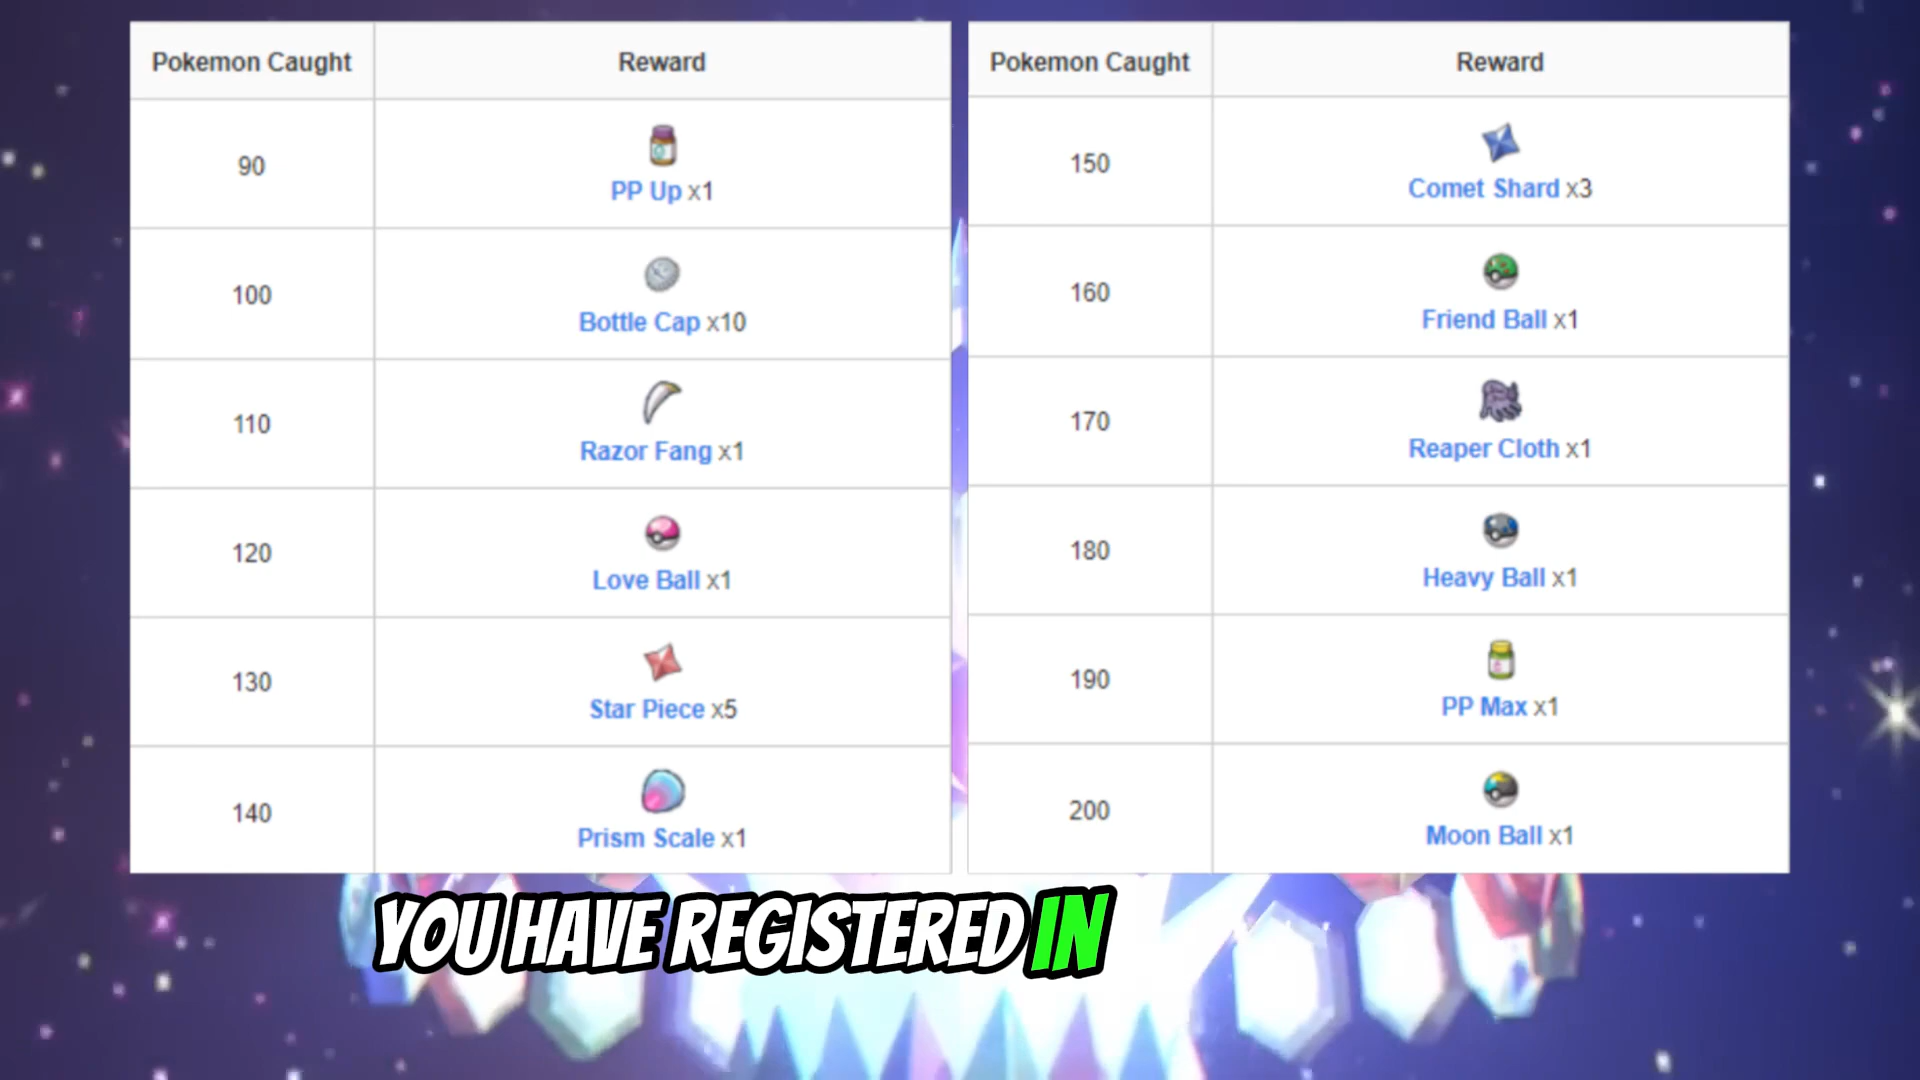 Pokemon Caught Reward
90 PP Up x1
100 Bottle Cap x10
110 Razor Fang x1
120 Love Ball x1
130 Star Piece x5
140 Prism Scale x1
Pokemon Caught Reward
150 Comet Shard x3
160 Friend Ball x1
170 Reaper Cloth x1
180 Heavy Ball x1
190 PP Max x1
200 Moon Ball x1
YOU HAVE REGISTERED IN